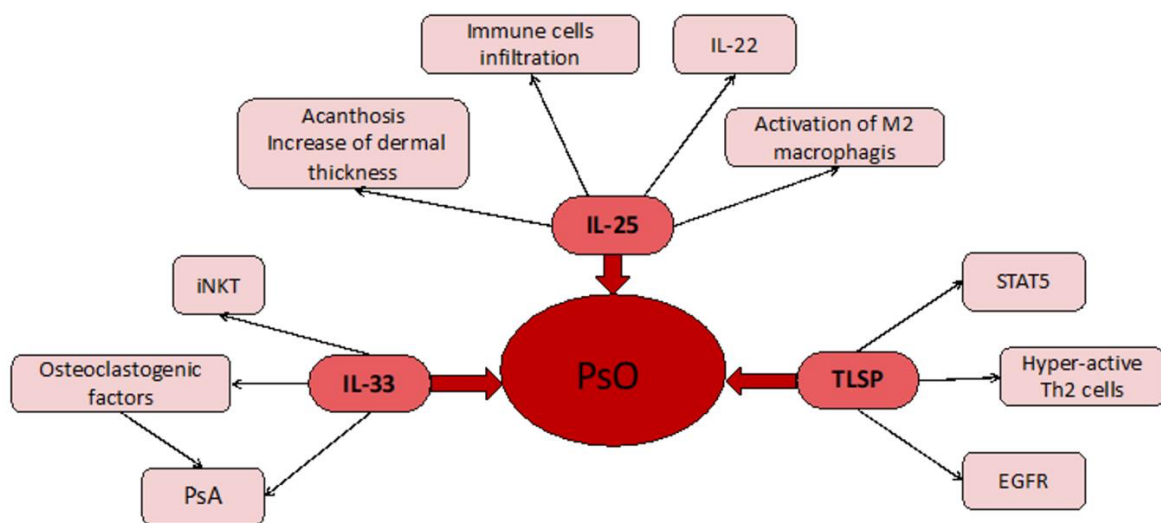 Immune cells
infiltration
IL-22
Acanthosis
Increase of dermal
thickness
Activation of M2
macrophagis
IL-25
iNKT
STAT5
PsO
Osteoclastogenic
factors
IL-33
TLSP
Hyper-active
Th2 cells
PsA
EGFR